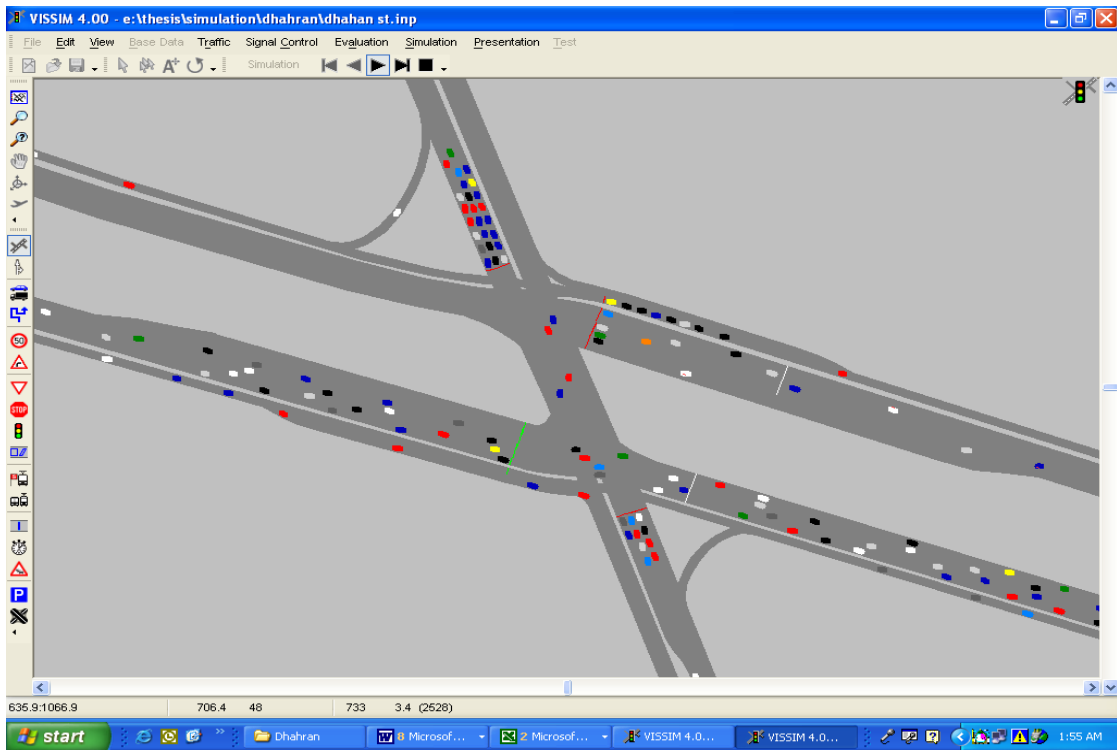 VISSIM 4.00 - e:\thesis\simulation\dhahran\dhahan st.inp
File Edit View Base Data Traffic Signal Control Evaluation Simulation Presentation Test
Simulation
50
STOP
P
635.9:1066.9 706.4 48 733 3.4 (2528)
start Dhahran 8 Microsof... 2 Microsof... VISSIM 4.0... VISSIM 4.0... 1:55 AM